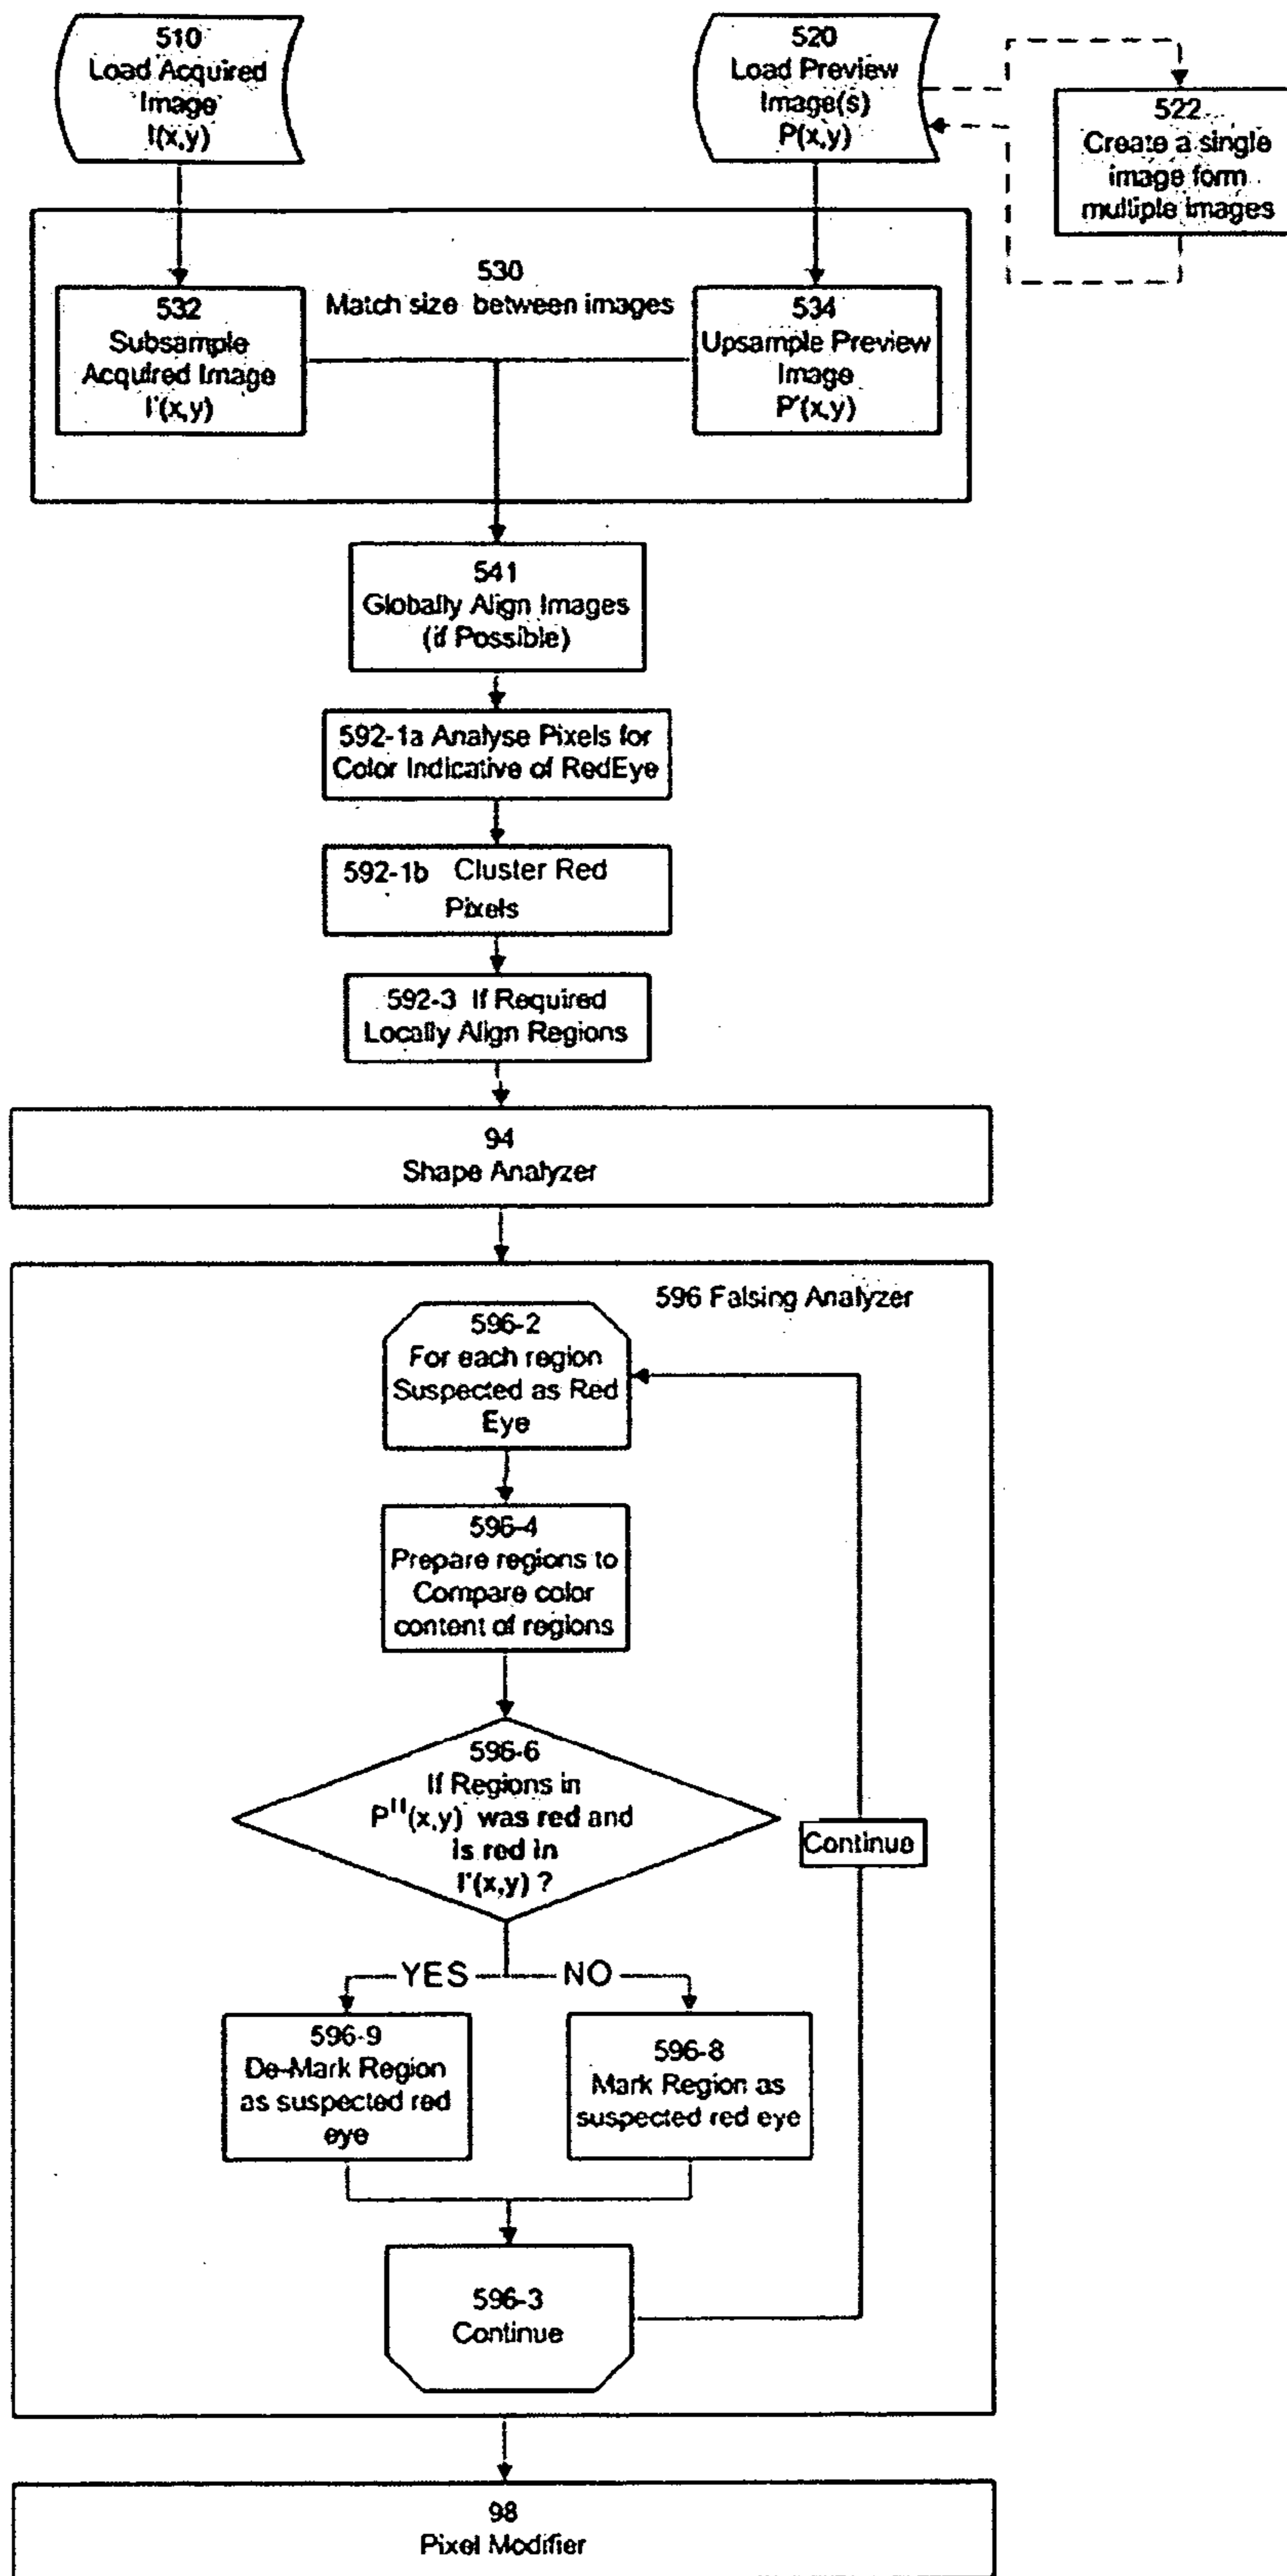 510
Load Acquired
Image
I(x,y)
520
Load Preview
Image(s)
P(x,y)
522
Create a single
image form
multiple images
530
Match size between images
532
Subsample
Acquired Image
I'(x,y)
534
Upsample Preview
Image
P'(x,y)
541
Globally Align Images
(if Possible)
592-1a Analyse Pixels for
Color Indicative of RedEye
592-1b Cluster Red
Pixels
592-3 If Required
Locally Align Regions
94
Shape Analyzer
596 Falsing Analyzer
596-2
For each region
Suspected as Red
Eye
596-4
Prepare regions to
Compare color
content of regions
596-6
If Regions in
P''(x,y) was red and
is red in
I'(x,y) ?
Continue
YES
NO
596-9
De-Mark Region
as suspected red
eye
596-8
Mark Region as
suspected red eye
596-3
Continue
98
Pixel Modifier